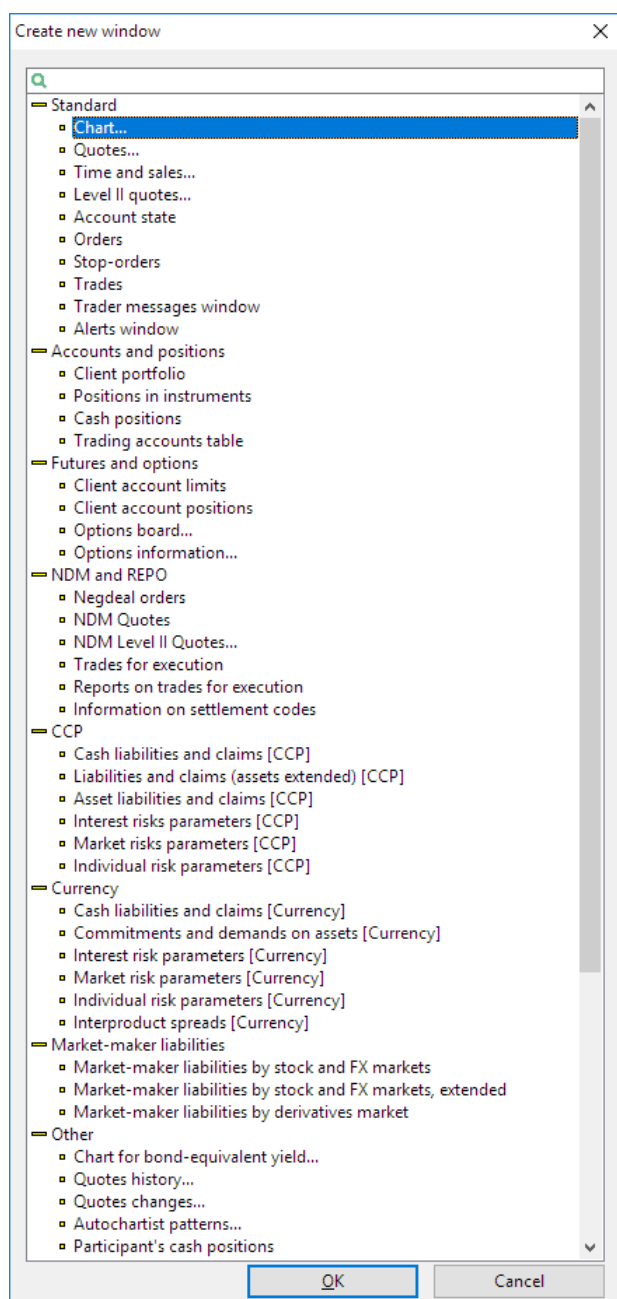 Create new window
Standard
Chart...
Quotes...
Time and sales...
Level II quotes...
Account state
Orders
Stop-orders
Trades
Trader messages window
Alerts window
Accounts and positions
Client portfolio
Positions in instruments
Cash positions
Trading accounts table
Futures and options
Client account limits
Client account positions
Options board...
Options information...
NDM and REPO
Negdeal orders
NDM Quotes
NDM Level II Quotes...
Trades for execution
Reports on trades for execution
Information on settlement codes
CCP
Cash liabilities and claims [CCP]
Liabilities and claims (assets extended) [CCP]
Asset liabilities and claims [CCP]
Interest risks parameters [CCP]
Market risks parameters [CCP]
Individual risk parameters [CCP]
Currency
Cash liabilities and claims [Currency]
Commitments and demands on assets [Currency]
Interest risk parameters [Currency]
Market risk parameters [Currency]
Individual risk parameters [Currency]
Interproduct spreads [Currency]
Market-maker liabilities
Market-maker liabilities by stock and FX markets
Market-maker liabilities by stock and FX markets, extended
Market-maker liabilities by derivatives market
Other
Chart for bond-equivalent yield...
Quotes history...
Quotes changes...
Autochartist patterns...
Participant's cash positions
OK Cancel